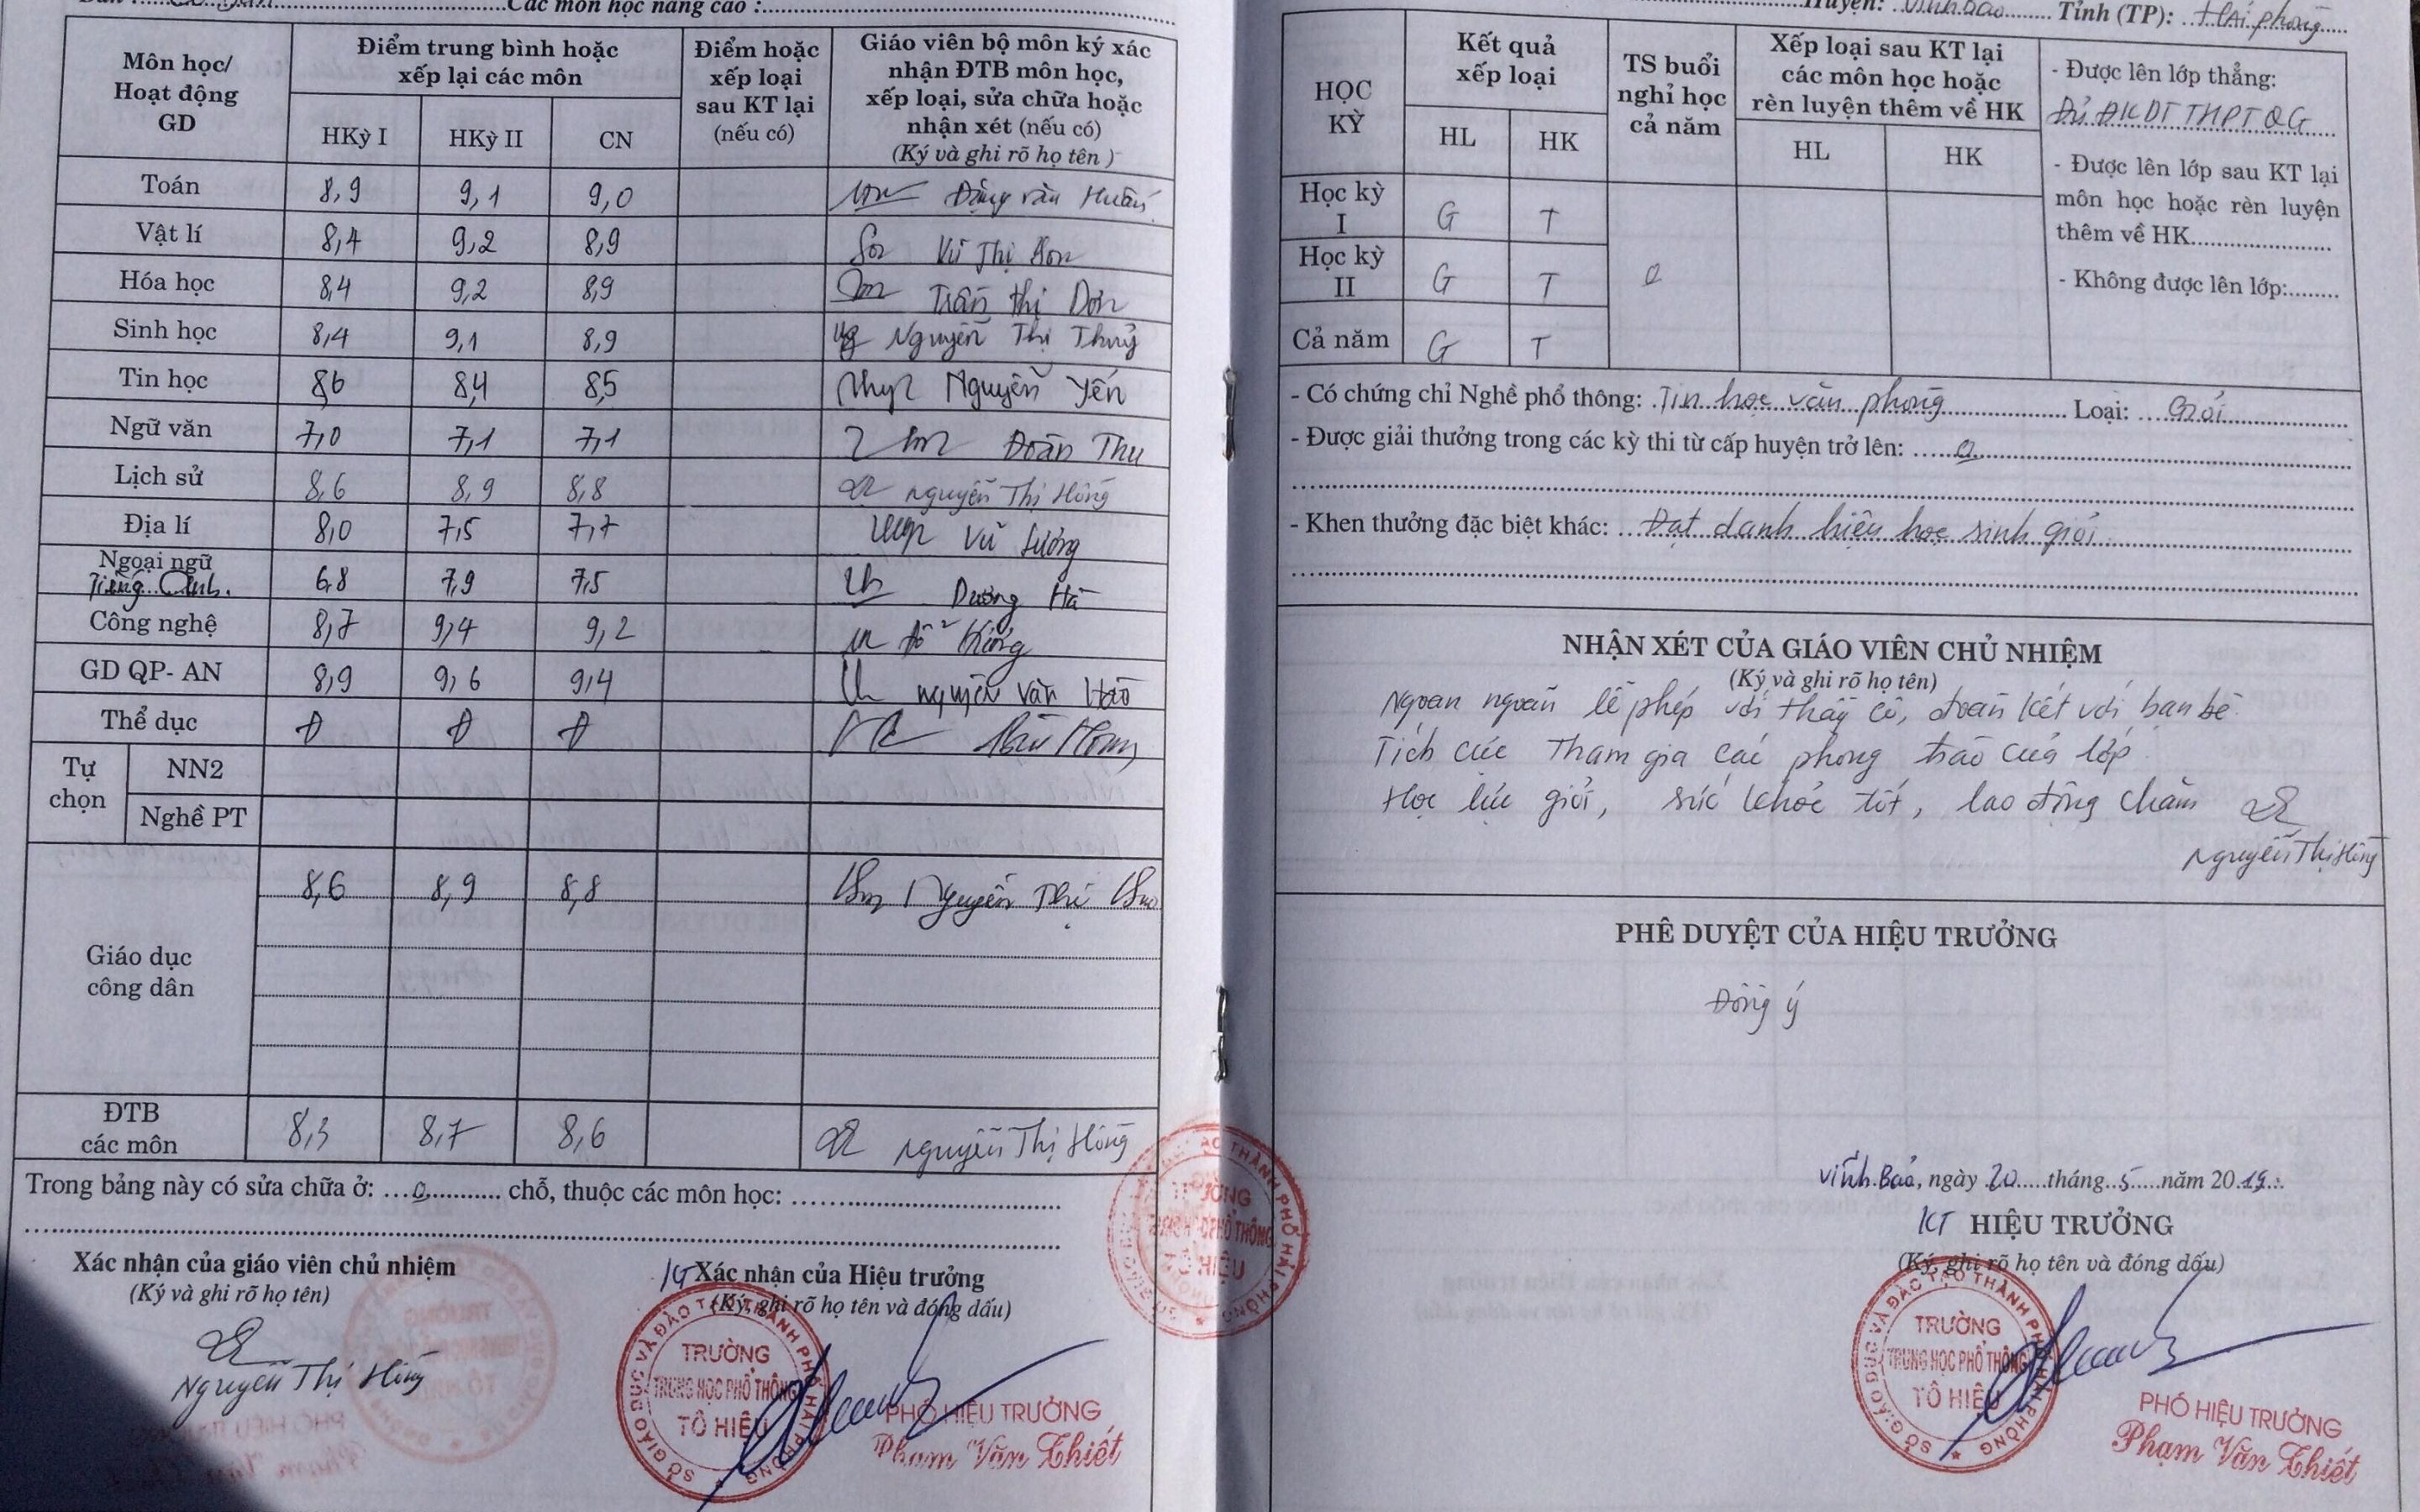 Các môn học nâng cao :
Môn học/ Hoạt động GD
Điểm trung bình hoặc xếp lại các môn
Điểm hoặc xếp loại sau KT lại (nếu có)
Giáo viên bộ môn ký xác nhận ĐTB môn học, xếp loại, sửa chữa hoặc nhận xét (nếu có) (Ký và ghi rõ họ tên )
HKỳ I HKỳ II CN
Toán 8,9 9,1 9,0 Đặng văn Huấn
Vật lí 8,4 9,2 8,9 Vũ Thị
Hóa học 8,4 9,2 8,9 Trần thị Dơn
Sinh học 8,4 9,1 8,9 Nguyễn Thị Thuỷ
Tin học 8,6 8,4 8,5 Nguyễn Yến
Ngữ văn 7,0 7,1 7,1 Đoàn Thu
Lịch sử 8,6 8,9 8,8 Nguyễn Thị Hồng
Địa lí 8,0 7,5 7,7 Vũ Lương
Ngoại ngữ Tiếng Anh. 6,8 7,9 7,5 Dương Hà
Công nghệ 8,7 9,4 9,2
GD QP- AN 8,9 9,6 9,4 nguyễn văn Hào
Thể dục Đ Đ Đ
Tự chọn
NN2
Nghề PT
Giáo dục công dân 8,6 8,9 8,8 Nguyễn Thị
ĐTB các môn 8,3 8,7 8,6 Nguyễn Thị Hồng
Trong bảng này có sửa chữa ở: 0 chỗ, thuộc các môn học:
Xác nhận của giáo viên chủ nhiệm
(Ký và ghi rõ họ tên)
Nguyễn Thị Hồng
KT Xác nhận của Hiệu trưởng
(Ký, ghi rõ họ tên và đóng dấu)
SỞ GIÁO DỤC VÀ ĐÀO TẠO THÀNH PHỐ HẢI PHÒNG
TRƯỜNG
TRUNG HỌC PHỔ THÔNG
TÔ HIỆU
PHÓ HIỆU TRƯỞNG
Phạm Văn Thiết
Huyện: Vĩnh bảo Tỉnh (TP): Hải phòng
HỌC KỲ
Kết quả xếp loại
TS buổi nghỉ học cả năm
Xếp loại sau KT lại các môn học hoặc rèn luyện thêm về HK
HL HK HL HK
Học kỳ I G T
Học kỳ II G T 0
Cả năm G T
- Được lên lớp thẳng:
Đủ ĐKDT THPT QG
- Được lên lớp sau KT lại
môn học hoặc rèn luyện
thêm về HK
- Không được lên lớp:
- Có chứng chỉ Nghề phổ thông: Tin học văn phòng Loại: Giỏi
- Được giải thưởng trong các kỳ thi từ cấp huyện trở lên: 0
- Khen thưởng đặc biệt khác: Đạt danh hiệu học sinh giỏi
NHẬN XÉT CỦA GIÁO VIÊN CHỦ NHIỆM
(Ký và ghi rõ họ tên)
Ngoan ngoãn lễ phép với thầy cô, đoàn kết với bạn bè.
Tích cực tham gia các phong trào của lớp.
Học lực giỏi, sức khỏe tốt, lao động chăm
Nguyễn Thị Hồng
PHÊ DUYỆT CỦA HIỆU TRƯỞNG
Đồng ý
Vĩnh Bảo, ngày 20 tháng 5 năm 2019
KT HIỆU TRƯỞNG
(Ký, ghi rõ họ tên và đóng dấu)
SỞ GIÁO DỤC VÀ ĐÀO TẠO THÀNH PHỐ HẢI PHÒNG
TRƯỜNG
TRUNG HỌC PHỔ THÔNG
TÔ HIỆU
PHÓ HIỆU TRƯỞNG
Phạm Văn Thiết